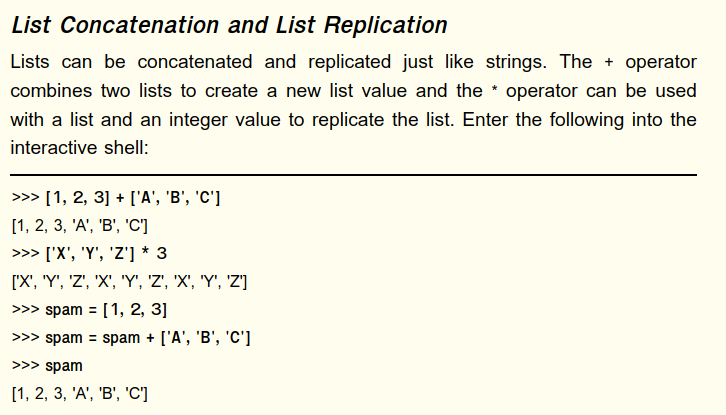 List Concatenation and List Replication
Lists can be concatenated and replicated just like strings. The + operator
combines two lists to create a new list value and the * operator can be used
with a list and an integer value to replicate the list. Enter the following into the
interactive shell:
>>> [1, 2, 3] + ['A', 'B', 'C']
[1, 2, 3, 'A', 'B', 'C']
>>> ['X', 'Y', 'Z'] * 3
['X', 'Y', 'Z', 'X', 'Y', 'Z', 'X', 'Y', 'Z']
>>> spam = [1, 2, 3]
>>> spam = spam + ['A', 'B', 'C']
>>> spam
[1, 2, 3, 'A', 'B', 'C']